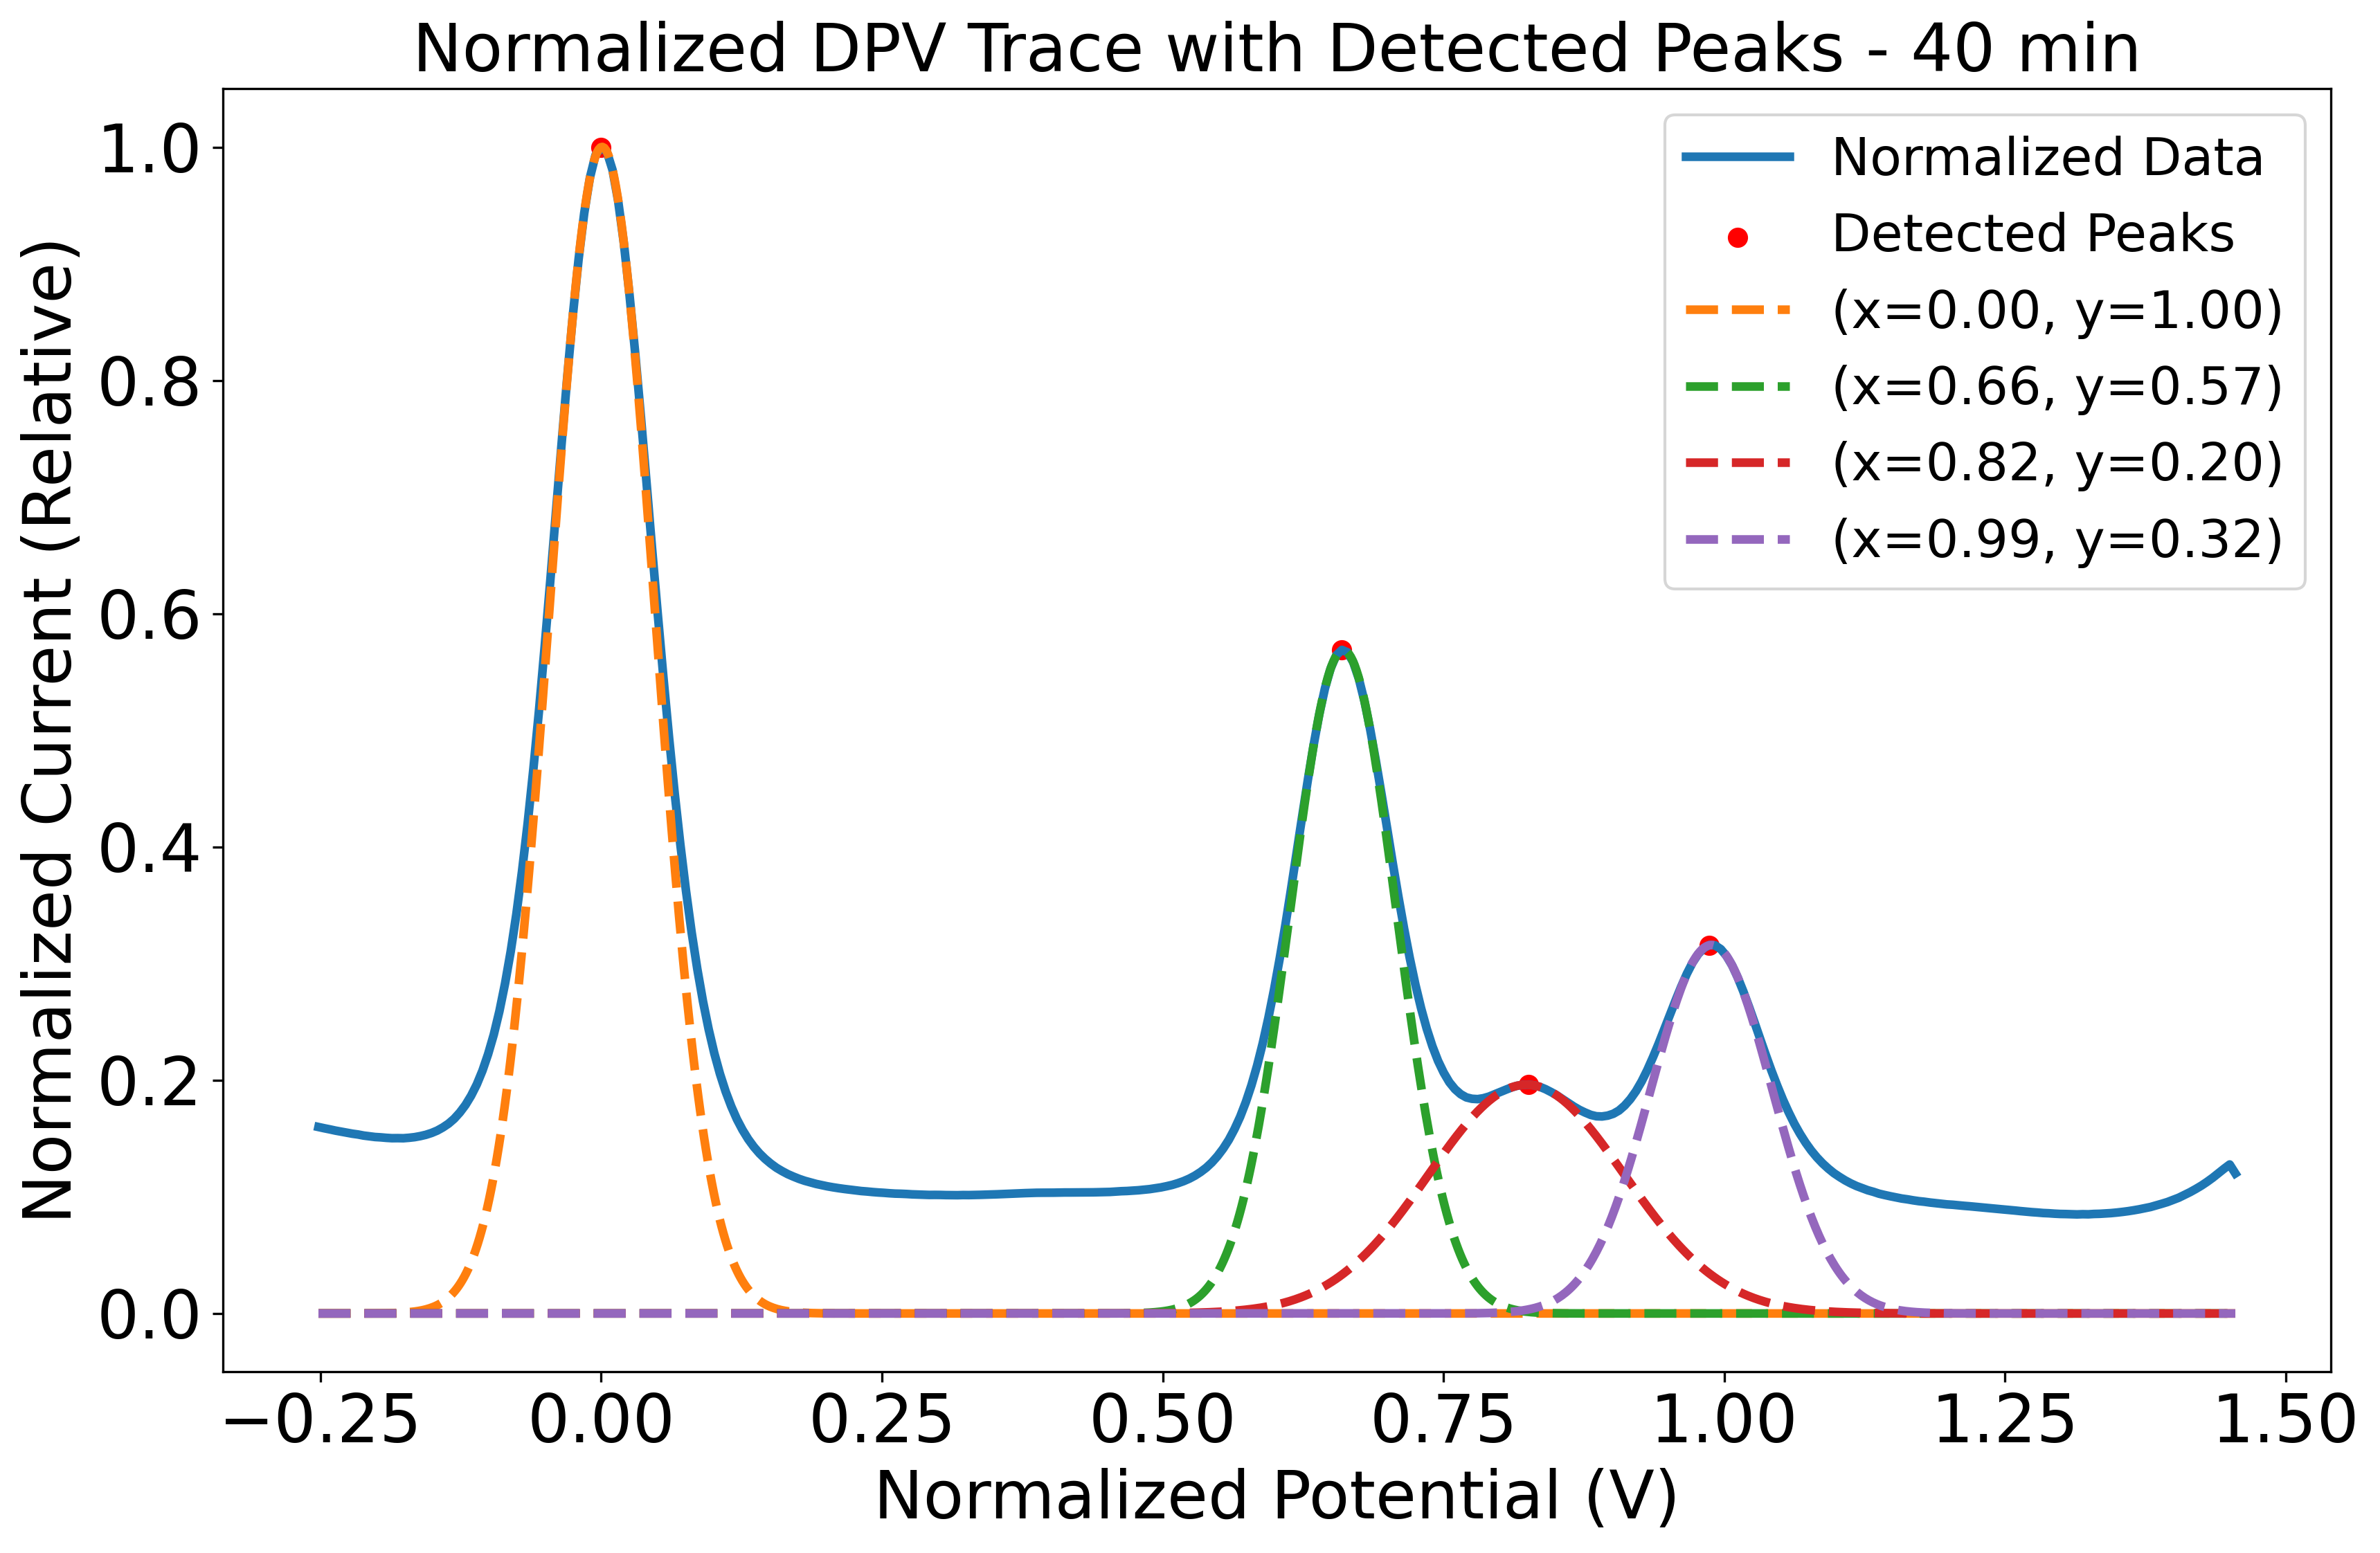 Normalized DPV Trace with Detected Peaks - 40 min
Normalized Current (Relative)
1.0
0.8
0.6
0.4
0.2
0.0
Normalized Data
Detected Peaks
(x=0.00, y=1.00)
(x=0.66, y=0.57)
(x=0.82, y=0.20)
(x=0.99, y=0.32)
−0.25 0.00 0.25 0.50 0.75 1.00 1.25 1.50
Normalized Potential (V)